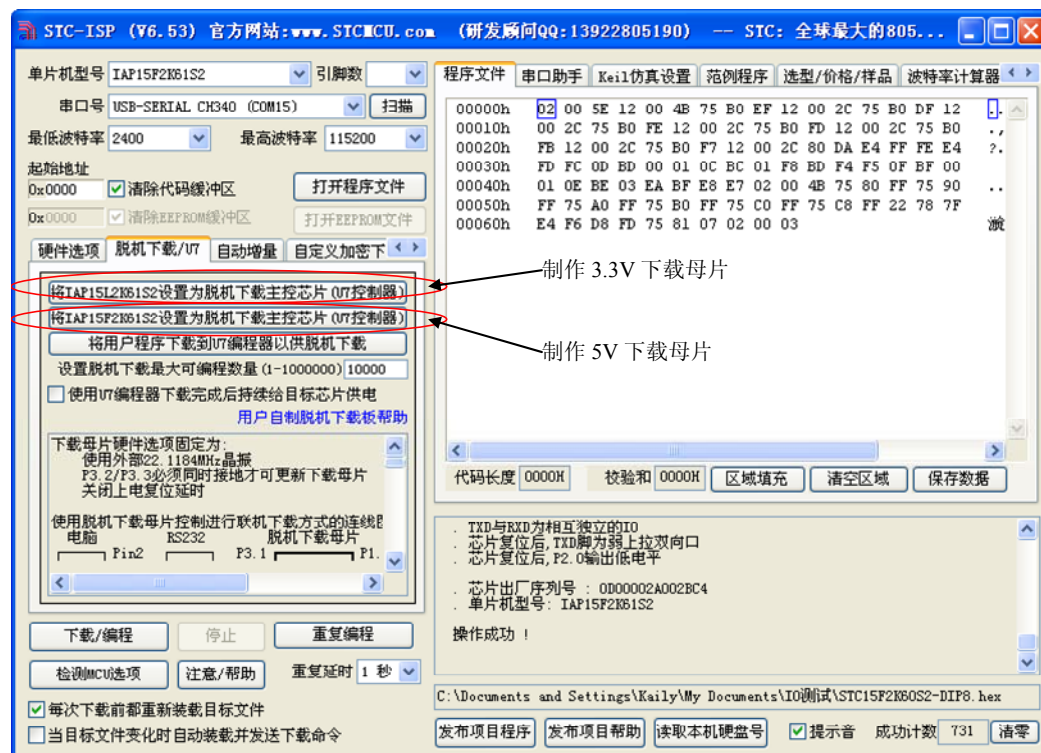 STC-ISP (V6.53) 官方网站:www.STCMCU.com (研发顾问QQ:13922805190) -- STC: 全球最大的805...
单片机型号 IAP15F2K61S2 引脚数
串口号 USB-SERIAL CH340 (COM15) 扫描
最低波特率 2400 最高波特率 115200
起始地址
0x0000 清除代码缓冲区 打开程序文件
0x0000 清除EEPROM缓冲区 打开EEPROM文件
硬件选项 脱机下载/U7 自动增量 自定义加密下
将IAP15L2K61S2设置为脱机下载主控芯片(U7控制器)
将IAP15F2K61S2设置为脱机下载主控芯片(U7控制器)
将用户程序下载到U7编程器以供脱机下载
设置脱机下载最大可编程数量(1-1000000) 10000
使用U7编程器下载完成后持续给目标芯片供电
用户自制脱机下载板帮助
下载母片硬件选项固定为:
使用外部22.1184MHz晶振
P3.2/P3.3必须同时接地才可更新下载母片
关闭上电复位延时
使用脱机下载母片控制进行联机下载方式的连线
电脑 RS232 脱机下载母片
Pin2 P3.1 P1.
下载/编程 停止 重复编程
检测MCU选项 注意/帮助 重复延时 1 秒
每次下载前都重新装载目标文件
当目标文件变化时自动装载并发送下载命令
程序文件 串口助手 Keil仿真设置 范例程序 选型/价格/样品 波特率计算器
00000h 02 00 5E 12 00 4B 75 B0 EF 12 00 2C 75 B0 DF 12 ..
00010h 00 2C 75 B0 FE 12 00 2C 75 B0 FD 12 00 2C 75 B0 .,
00020h FB 12 00 2C 75 B0 F7 12 00 2C 80 DA E4 FF FE E4 ?.
00030h FD FC 0D BD 00 01 0C BC 01 F8 BD F4 F5 0F BF 00
00040h 01 0E BE 03 EA BF E8 E7 02 00 4B 75 80 FF 75 90 ..
00050h FF 75 A0 FF 75 B0 FF 75 C0 FF 75 C8 FF 22 78 7F
00060h E4 F6 D8 FD 75 81 07 02 00 03
制作 3.3V 下载母片
制作 5V 下载母片
代码长度 0000H 校验和 0000H 区域填充 清空区域 保存数据
. TXD与RXD为相互独立的IO
. 芯片复位后,TXD脚为弱上拉双向口
. 芯片复位后,P2.0输出低电平
. 芯片出厂序列号 : 0D00002A002BC4
. 单片机型号: IAP15F2K61S2
操作成功 !
C:\Documents and Settings\Kaily\My Documents\IO测试\STC15F2K60S2-DIP8.hex
发布项目程序 发布项目帮助 读取本机硬盘号 提示音 成功计数 731 清零